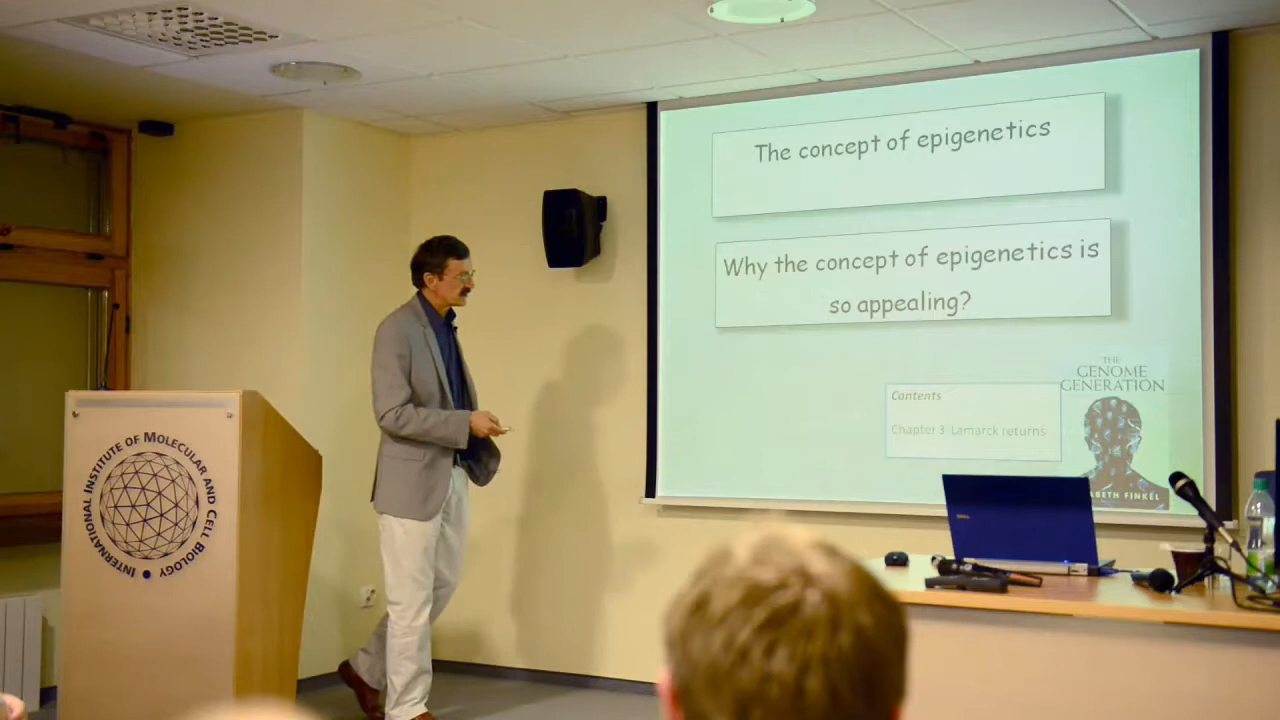 The concept of epigenetics
Why the concept of epigenetics is
so appealing?
THE
GENOME
GENERATION
Contents
Chapter 3 Lamarck returns
ABETH FINKEL
INTERNATIONAL INSTITUTE OF MOLECULAR AND CELL BIOLOGY